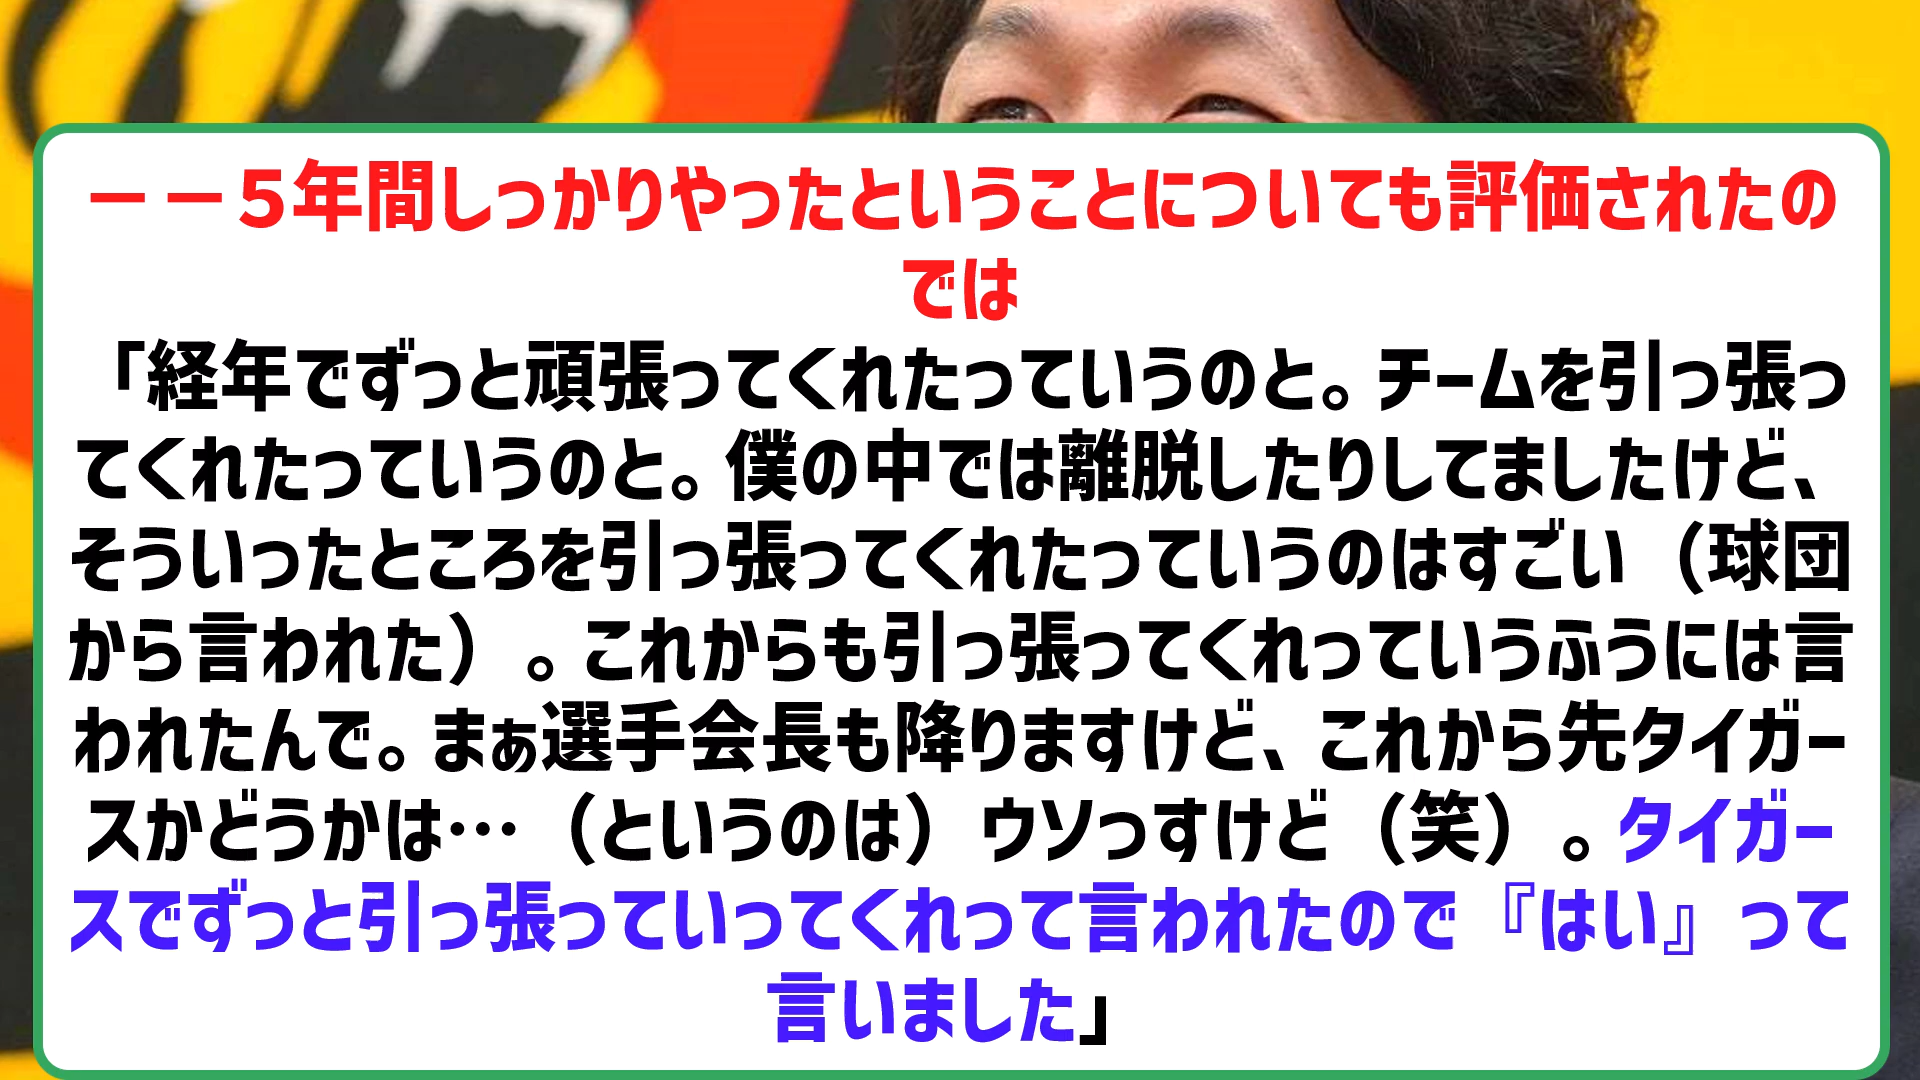 －－５年間しっかりやったということについても評価されたの
では
「経年でずっと頑張ってくれたっていうのと。チームを引っ張っ
てくれたっていうのと。僕の中では離脱したりしてましたけど、
そういったところを引っ張ってくれたっていうのはすごい（球団
から言われた）。これからも引っ張ってくれっていうふうには言
われたんで。まぁ選手会長も降りますけど、これから先タイガー
スかどうかは…（というのは）ウソっすけど（笑）。タイガー
スでずっと引っ張っていってくれって言われたので『はい』って
言いました」